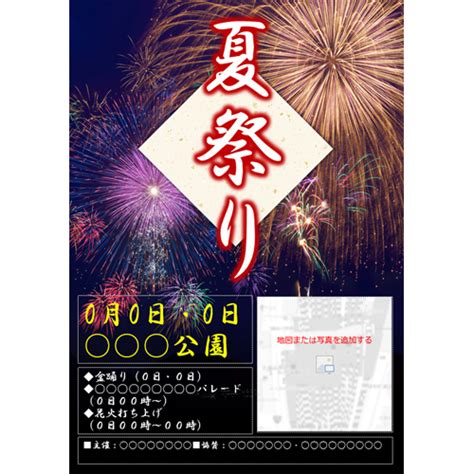 夏祭り
0月0日・0日
○○○公園
◆盆踊り（0日・0日）
◆○○○○○○○○○パレード
（0日00時～）
◆花火打ち上げ
（0日00時～00時）
地図または写真を追加する
■主催：○○○○○○○○■協賛：○○○○○○○・○○○○○○○○○